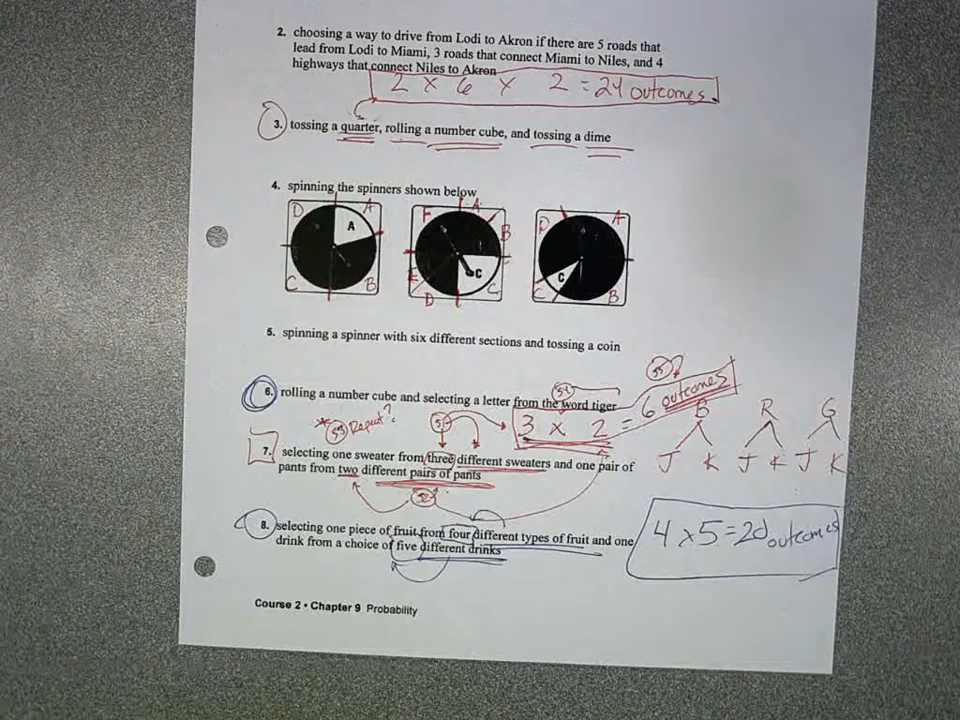 2. choosing a way to drive from Lodi to Akron if there are 5 roads that
lead from Lodi to Miami, 3 roads that connect Miami to Niles, and 4
highways that connect Niles to Akron
2 x 6 x 2 = 24 outcomes.
3. tossing a quarter, rolling a number cube, and tossing a dime
4. spinning the spinners shown below
D A F A B D A
A C C
C B E D C C B
5. spinning a spinner with six different sections and tossing a coin
6. rolling a number cube and selecting a letter from the word tiger
S3 Repeat? S1 S4 S5
3 x 2 = 6 outcomes
B R G
J K J K J K
7. selecting one sweater from three different sweaters and one pair of
pants from two different pairs of pants
S2
8. selecting one piece of fruit from four different types of fruit and one
drink from a choice of five different drinks
4 x 5 = 20 outcomes
Course 2 • Chapter 9 Probability